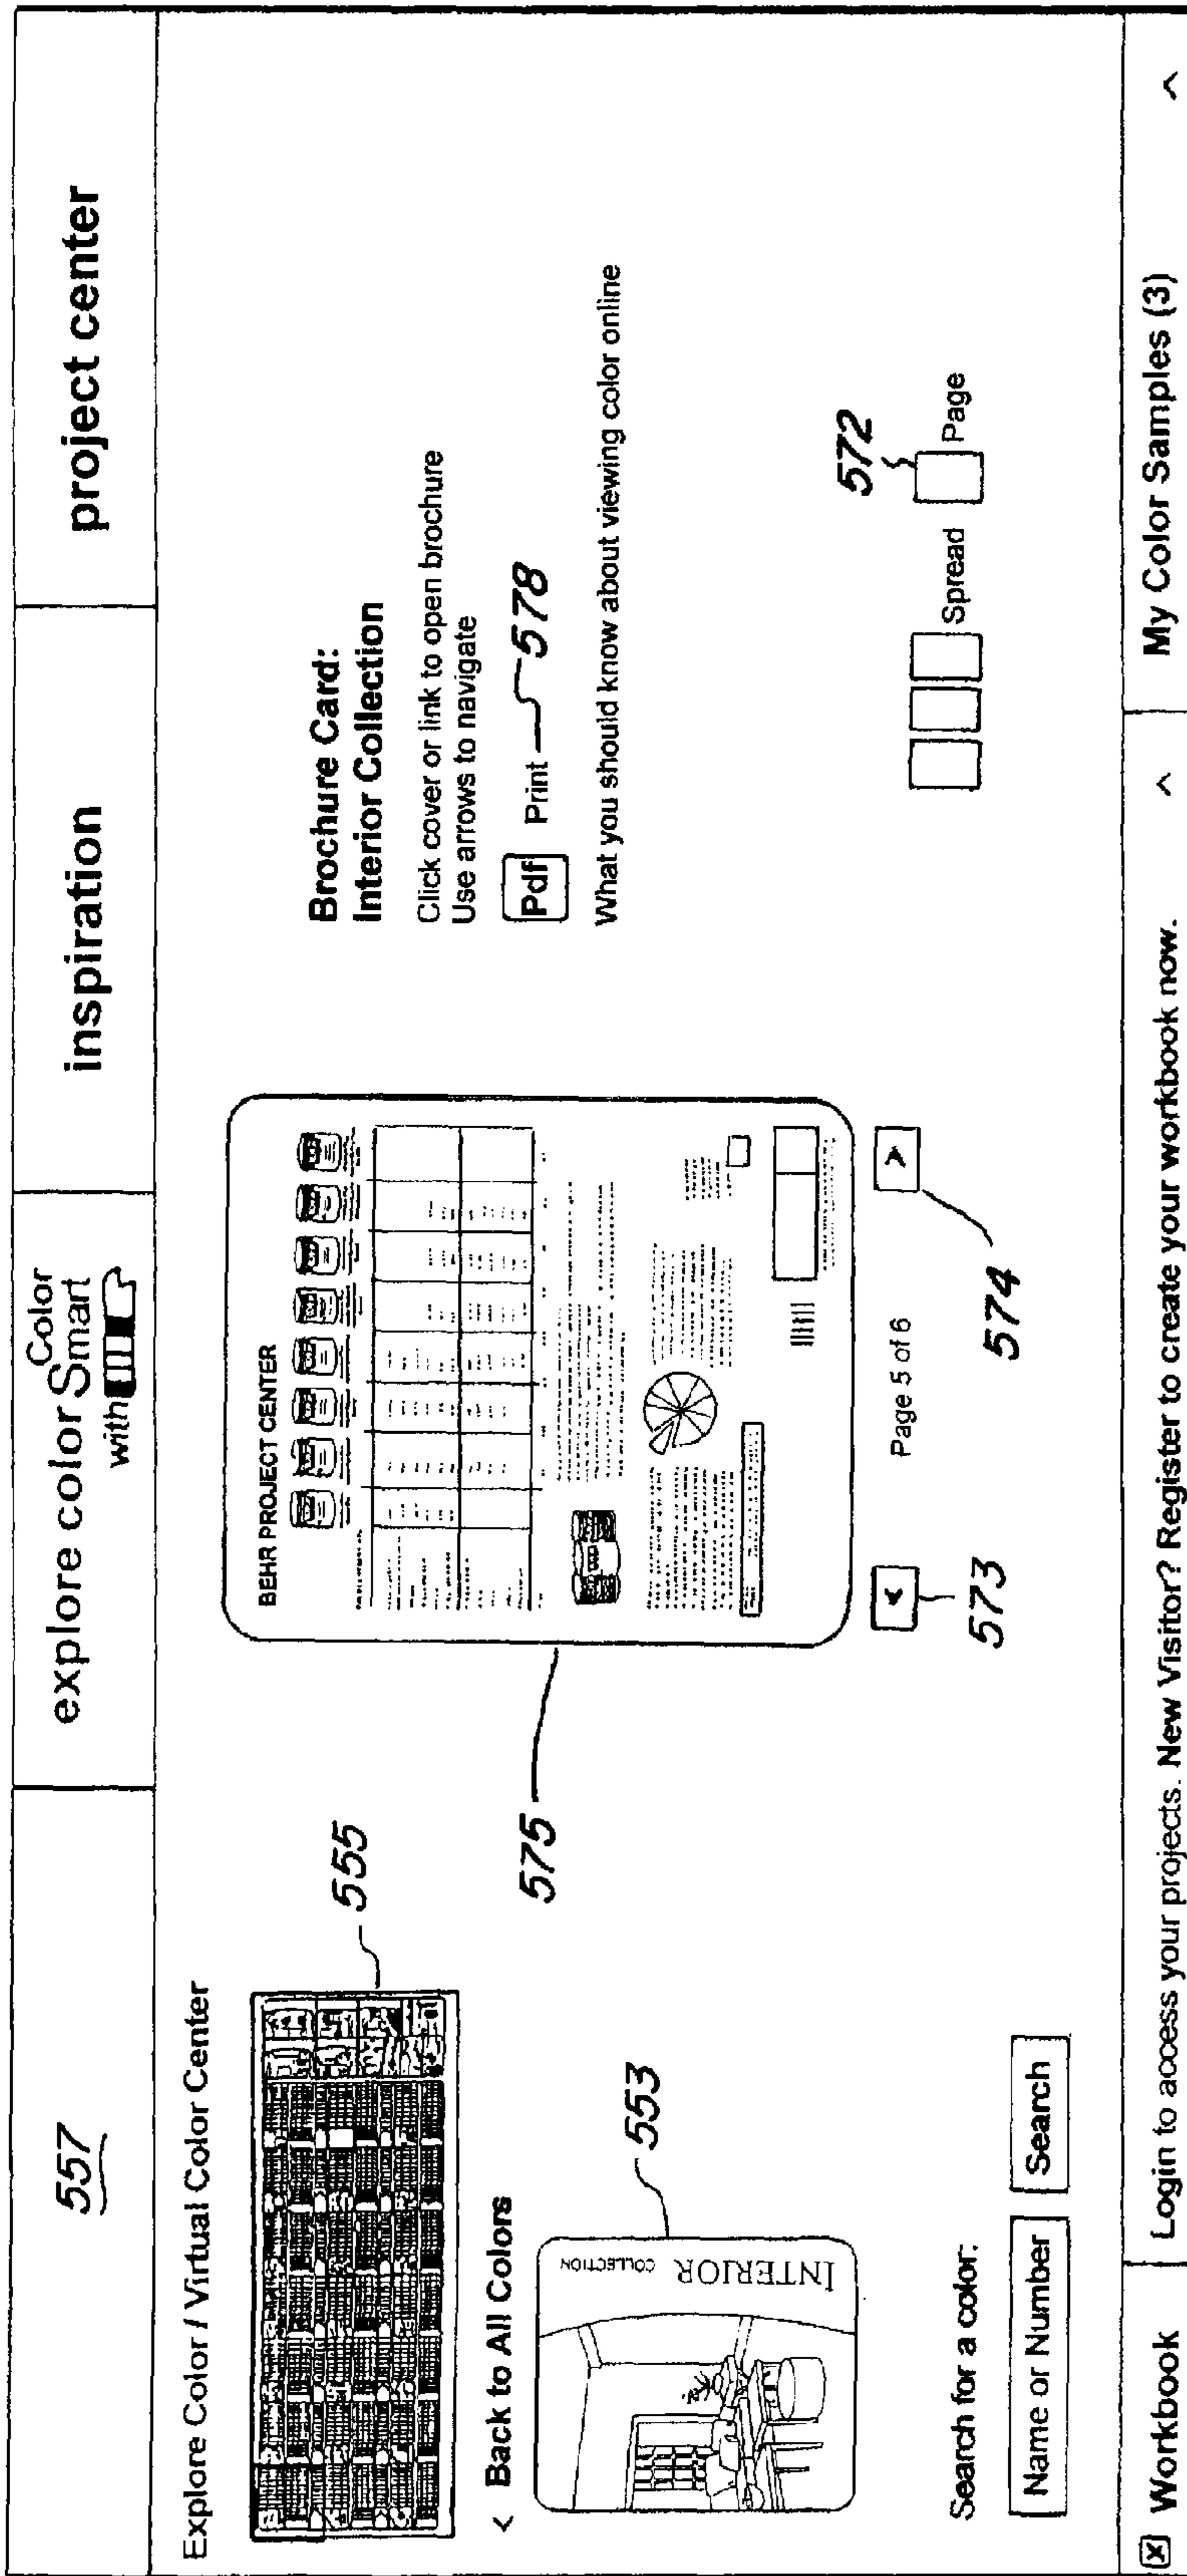 557
explore color
with
Color
Smart
inspiration
project center
Explore Color / Virtual Color Center
555
< Back to All Colors
553
INTERIOR
COLLECTION
Search for a color:
Name or Number
Search
575
BEHR PROJECT CENTER
<
Page 5 of 6
>
573
574
Brochure Card:
Interior Collection
Click cover or link to open brochure
Use arrows to navigate
Pdf Print 578
What you should know about viewing color online
572
Spread
Page
x Workbook
Login to access your projects. New Visitor? Register to create your workbook now. ^
My Color Samples (3) ^